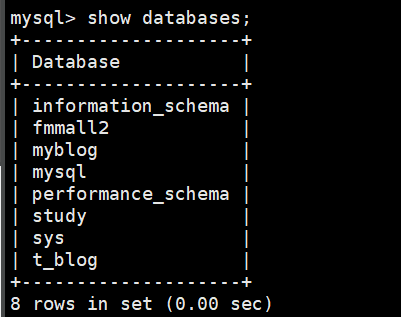 mysql> show databases;
+--------------------+
| Database           |
+--------------------+
| information_schema |
| fmmall2            |
| myblog             |
| mysql              |
| performance_schema |
| study              |
| sys                |
| t_blog             |
+--------------------+
8 rows in set (0.00 sec)